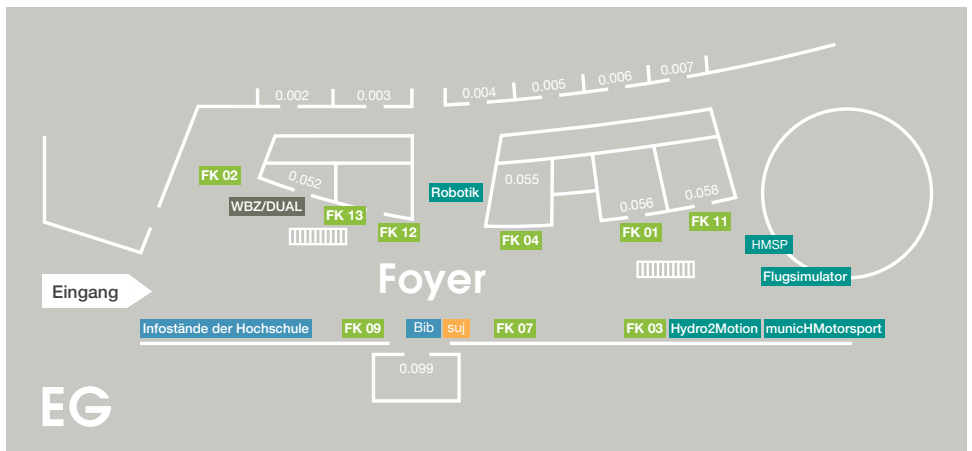 0.002
0.003
0.004
0.005
0.006
0.007
FK 02
0.052
WBZ/DUAL
FK 13
FK 12
Robotik
0.055
FK 04
0.056
0.058
FK 01
FK 11
HMSP
Flugsimulator
Eingang
Foyer
Infostände der Hochschule
FK 09
Bib
suj
FK 07
FK 03
Hydro2Motion
municHMotorsport
0.099
EG